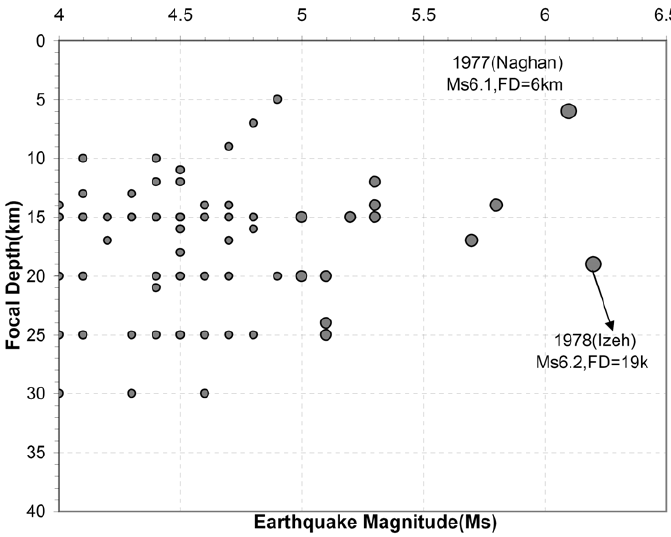 4 4.5 5 5.5 6 6.5
0
5
10
15
20
25
30
35
40
Focal Depth(km)
1977(Naghan)
Ms6.1,FD=6km
1978(Izeh)
Ms6.2,FD=19k
Earthquake Magnitude(Ms)